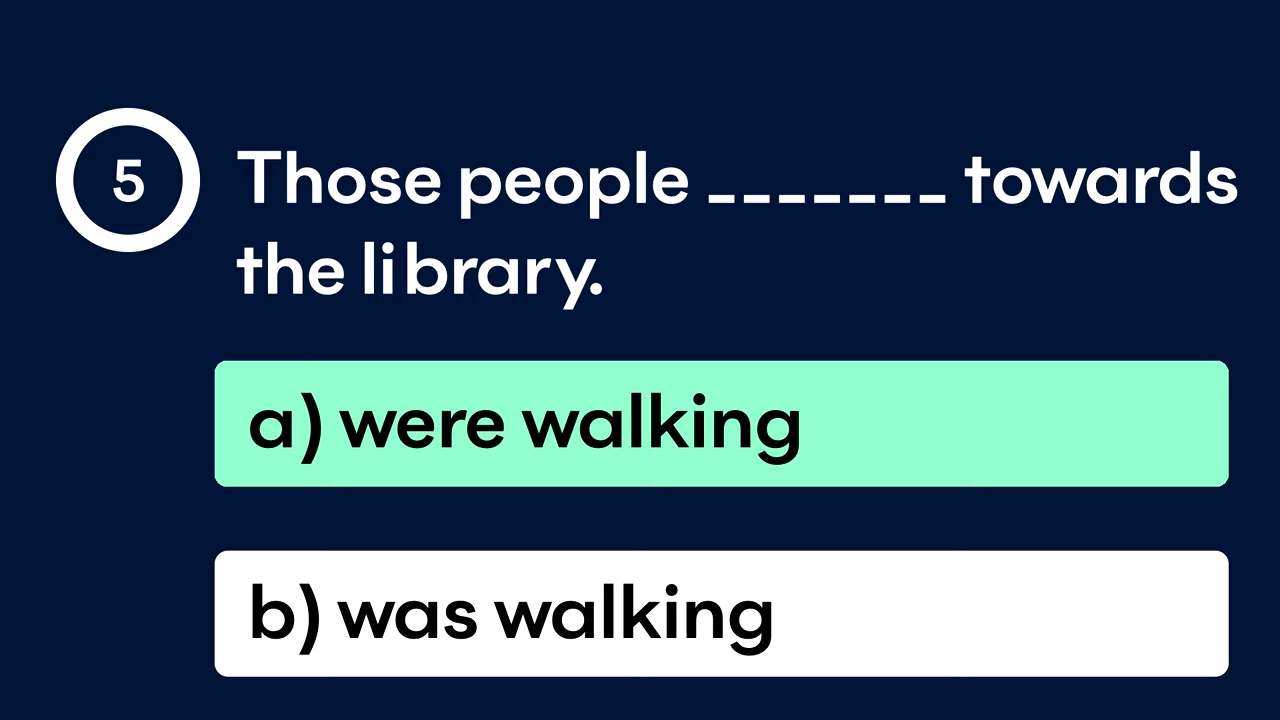 5
Those people _______ towards
the library.
a) were walking
b) was walking